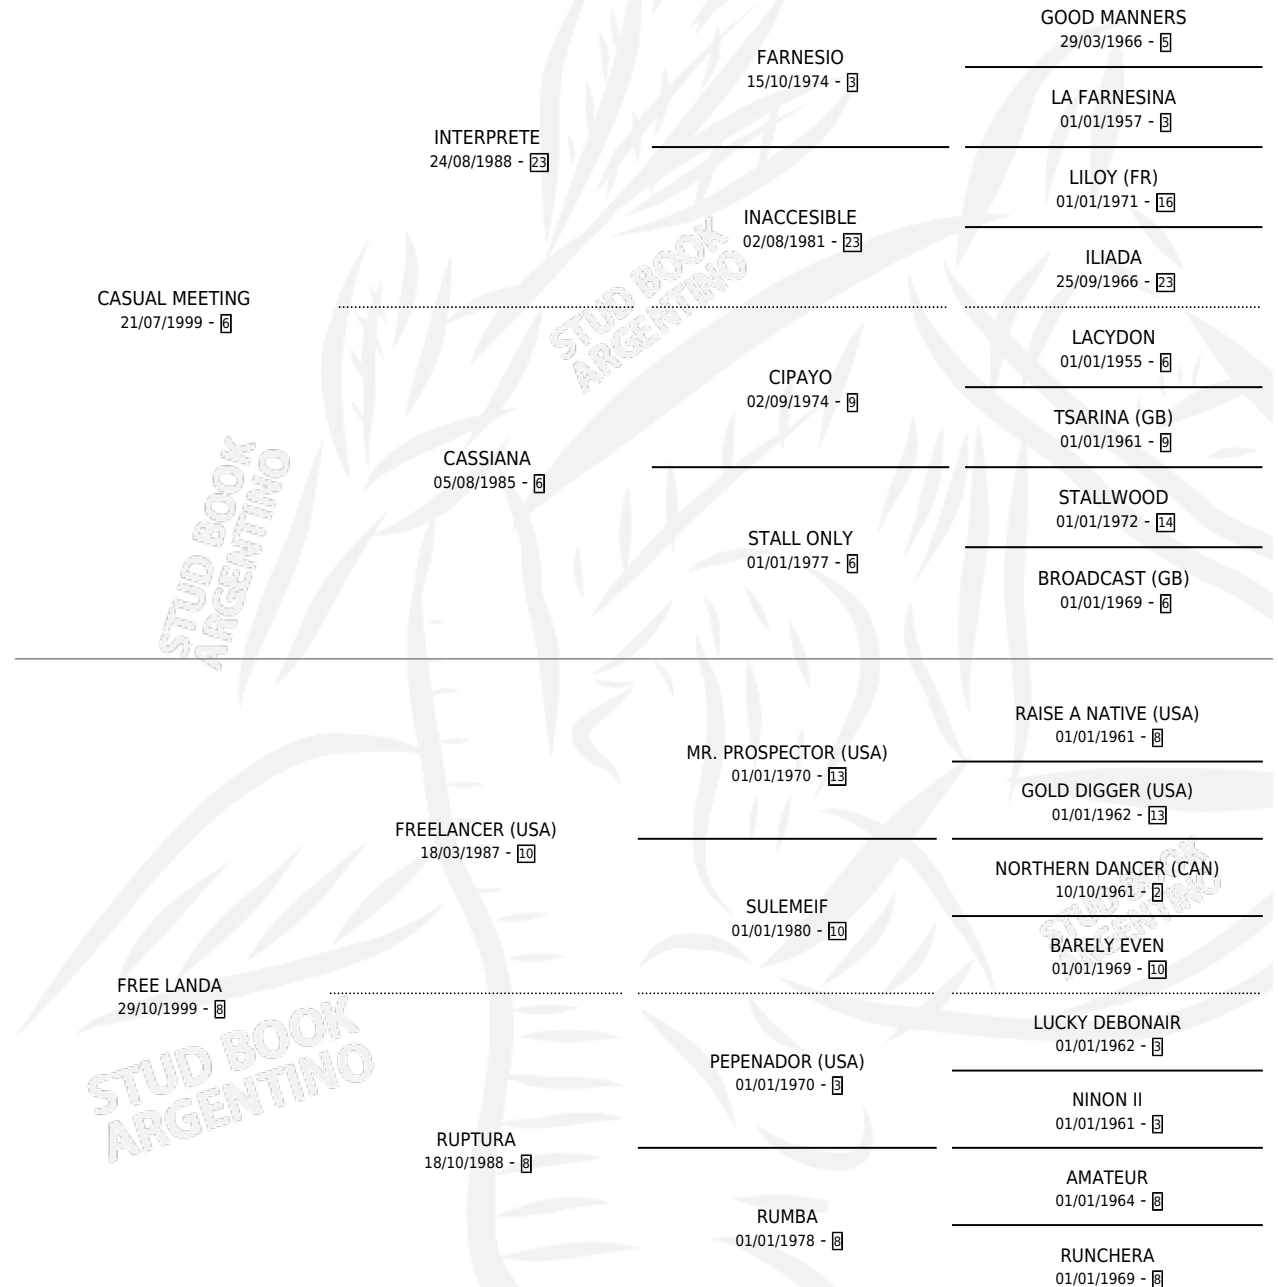 GOOD MANNERS
29/03/1966 - 5
FARNESIO
15/10/1974 - 3
LA FARNESINA
01/01/1957 - 3
INTERPRETE
24/08/1988 - 23
LILOY (FR)
01/01/1971 - 16
INACCESIBLE
02/08/1981 - 23
ILIADA
25/09/1966 - 23
CASUAL MEETING
21/07/1999 - 6
LACYDON
01/01/1955 - 6
CIPAYO
02/09/1974 - 9
TSARINA (GB)
01/01/1961 - 9
CASSIANA
05/08/1985 - 6
STALLWOOD
01/01/1972 - 14
STALL ONLY
01/01/1977 - 6
BROADCAST (GB)
01/01/1969 - 6
STUD BOOK
ARGENTINO
STUD BOOK
ARGENTINO
RAISE A NATIVE (USA)
01/01/1961 - 8
MR. PROSPECTOR (USA)
01/01/1970 - 13
GOLD DIGGER (USA)
01/01/1962 - 13
FREELANCER (USA)
18/03/1987 - 10
NORTHERN DANCER (CAN)
10/10/1961 - 2
SULEMEIF
01/01/1980 - 10
BARELY EVEN
01/01/1969 - 10
STUD BOOK
ARGENTINO
FREE LANDA
29/10/1999 - 8
STUD BOOK
ARGENTINO
LUCKY DEBONAIR
01/01/1962 - 3
PEPENADOR (USA)
01/01/1970 - 3
NINON II
01/01/1961 - 3
RUPTURA
18/10/1988 - 8
AMATEUR
01/01/1964 - 8
RUMBA
01/01/1978 - 8
RUNCHERA
01/01/1969 - 8